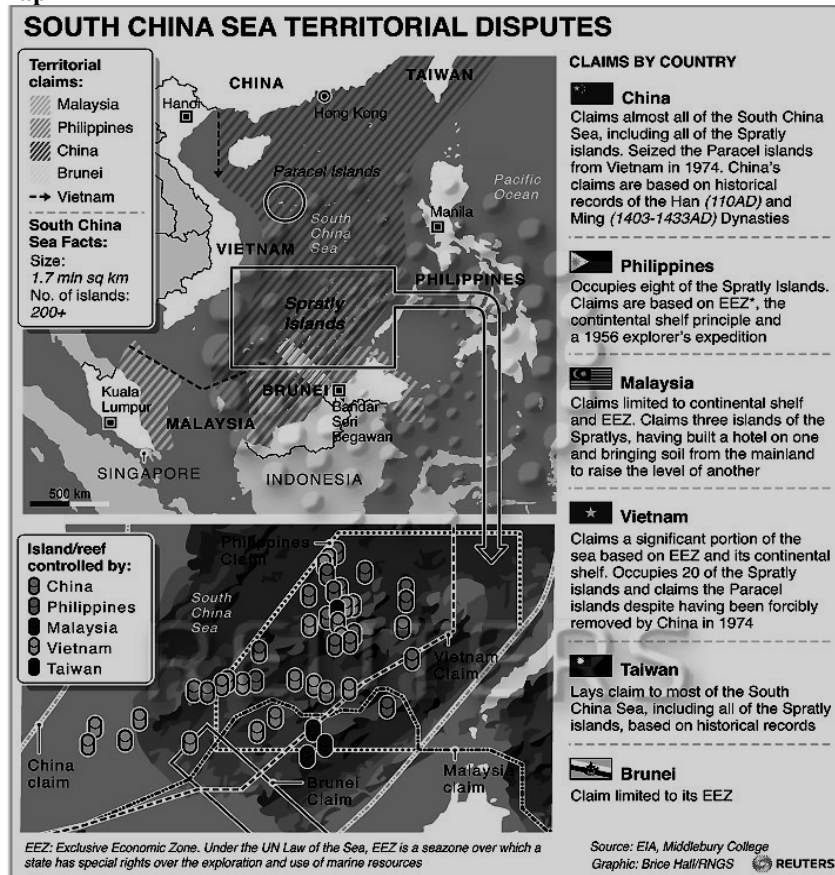 SOUTH CHINA SEA TERRITORIAL DISPUTES
Territorial
claims:
Malaysia
Philippines
China
Brunei
Vietnam
South China
Sea Facts:
Size:
1.7 mln sq km
No. of islands:
200+
CHINA
TAIWAN
Hanoi
Hong Kong
Paracel Islands
South
China
Sea
Pacific
Ocean
Manila
VIETNAM
PHILIPPINES
Spratly
Islands
BRUNEI
Bandar
Seri
Begawan
Kuala
Lumpur
MALAYSIA
SINGAPORE
INDONESIA
500 km
Island/reef
controlled by:
China
Philippines
Malaysia
Vietnam
Taiwan
Philippines
Claim
South
China
Sea
Vietnam
Claim
China
claim
Brunei
Claim
Malaysia
claim
REUTERS
CLAIMS BY COUNTRY
China
Claims almost all of the South China
Sea, including all of the Spratly
islands. Seized the Paracel islands
from Vietnam in 1974. China's
claims are based on historical
records of the Han (110AD) and
Ming (1403-1433AD) Dynasties
Philippines
Occupies eight of the Spratly Islands.
Claims are based on EEZ*, the
contintental shelf principle and
a 1956 explorer's expedition
Malaysia
Claims limited to continental shelf
and EEZ. Claims three islands of the
Spratlys, having built a hotel on one
and bringing soil from the mainland
to raise the level of another
Vietnam
Claims a significant portion of the
sea based on EEZ and its continental
shelf. Occupies 20 of the Spratly
islands and claims the Paracel
islands despite having been forcibly
removed by China in 1974
Taiwan
Lays claim to most of the South
China Sea, including all of the Spratly
islands, based on historical records
Brunei
Claim limited to its EEZ
EEZ: Exclusive Economic Zone. Under the UN Law of the Sea, EEZ is a seazone over which a
state has special rights over the exploration and use of marine resources
Source: EIA, Middlebury College
Graphic: Brice Hall/RNGS
REUTERS